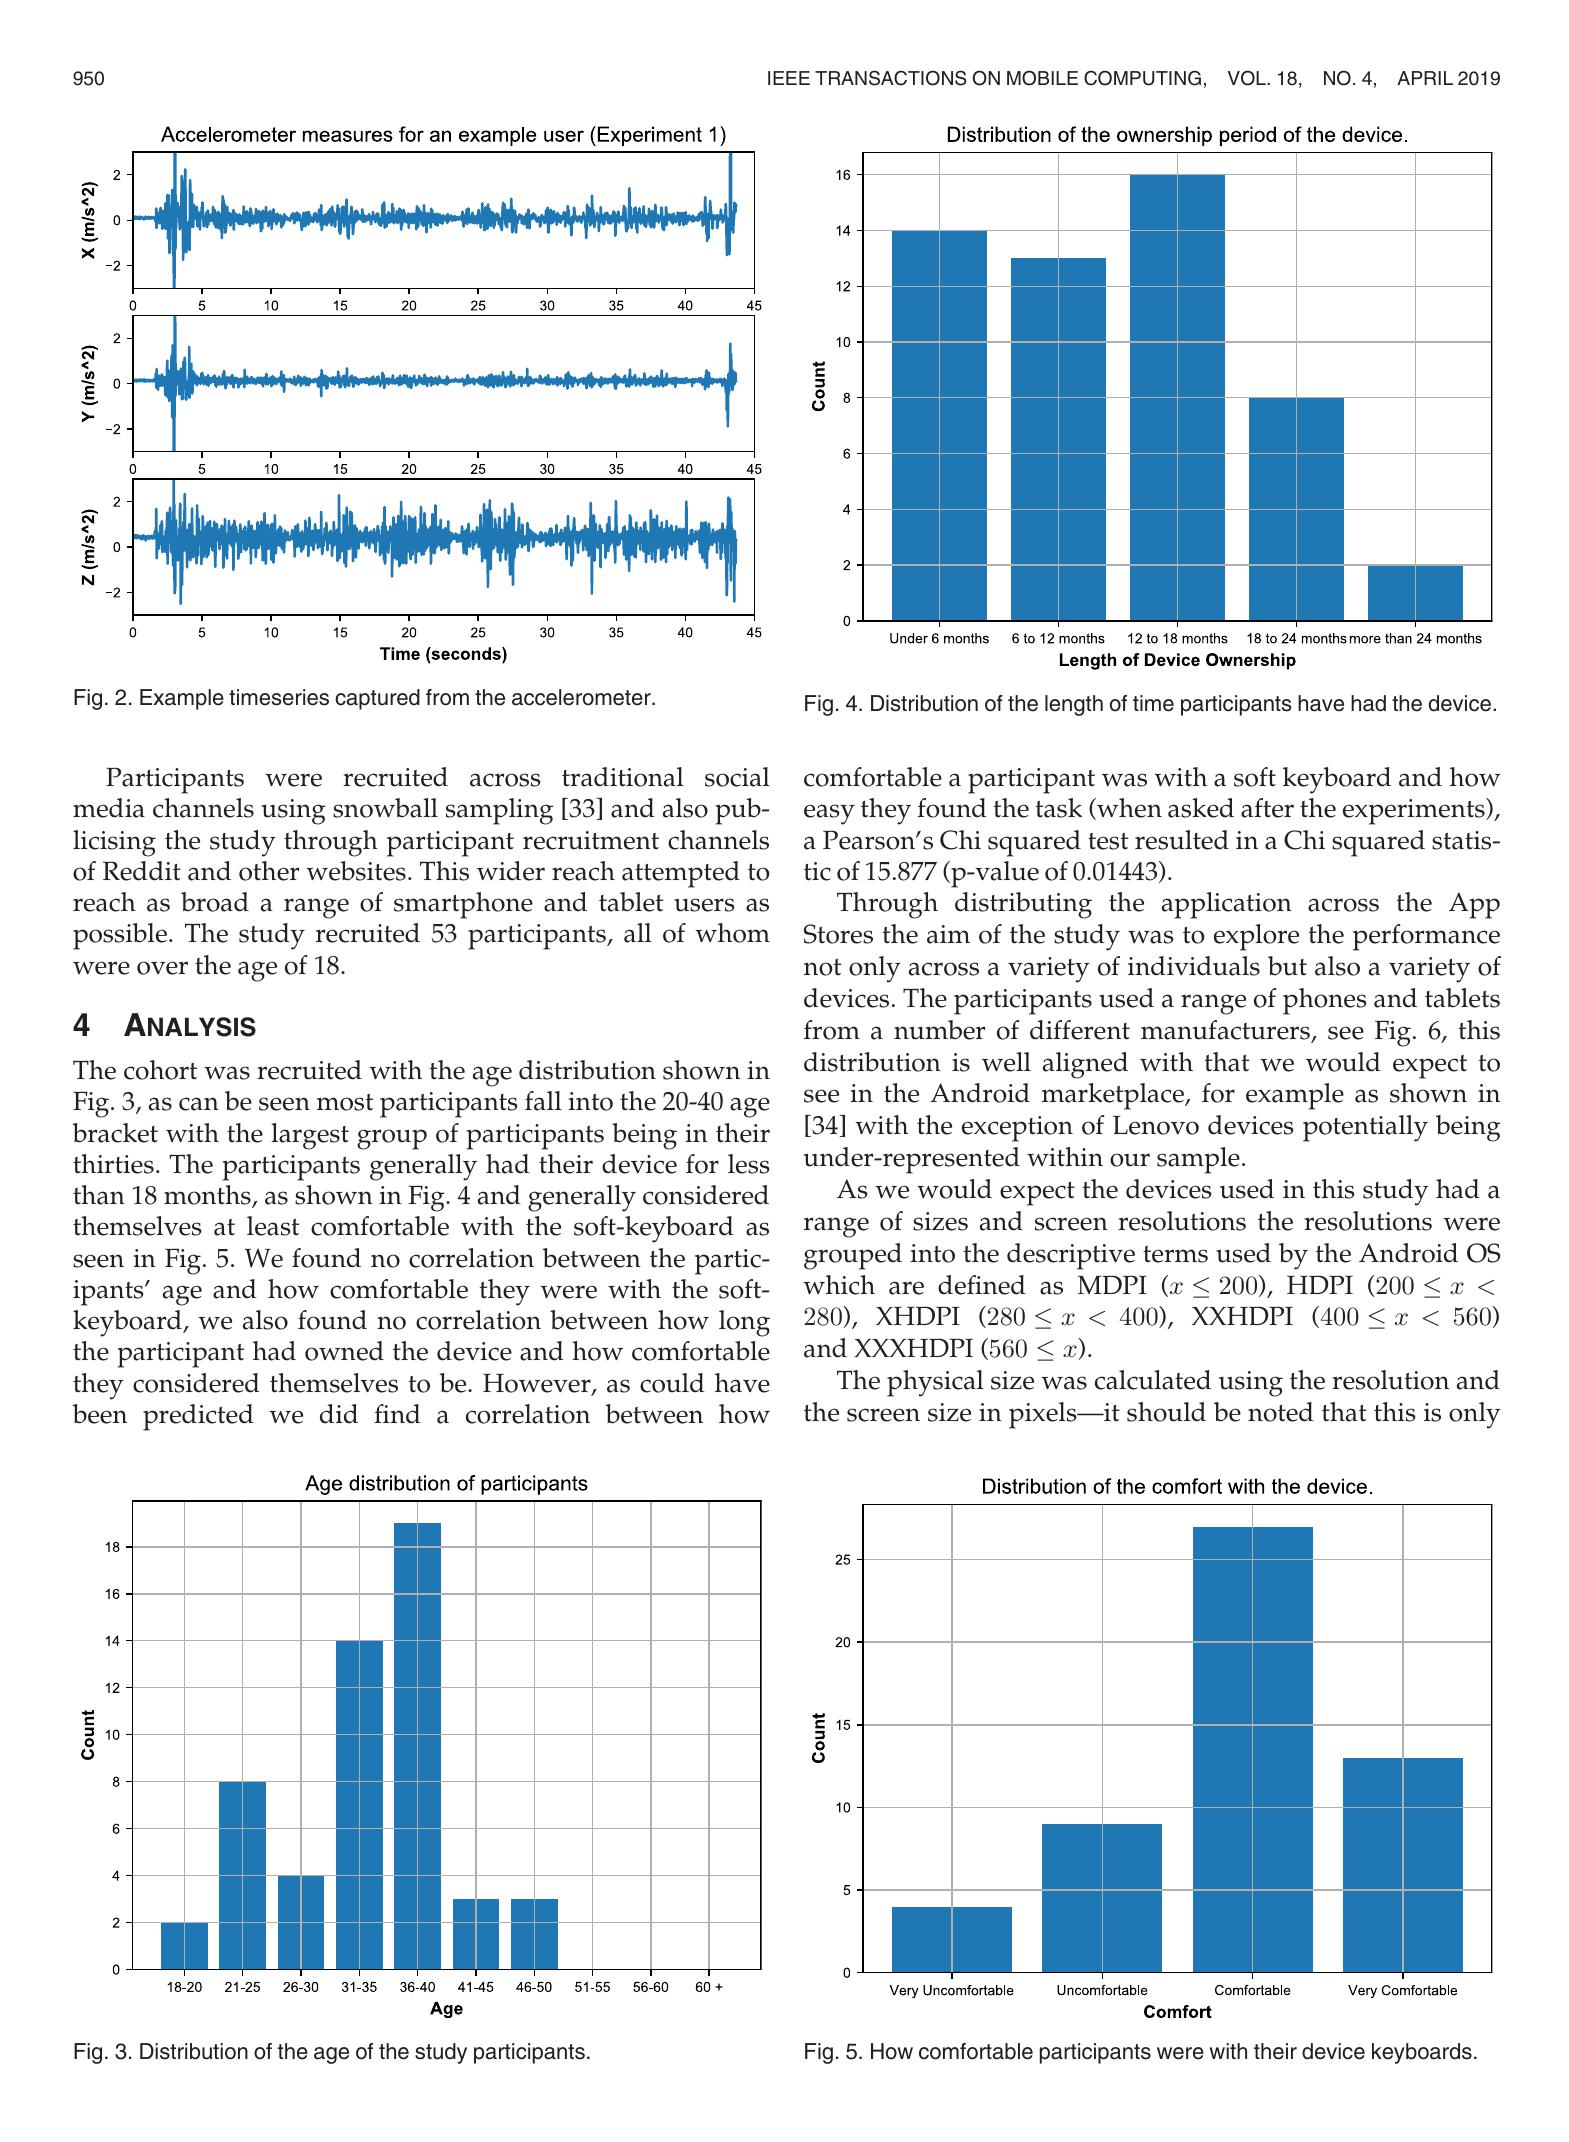 950
IEEE TRANSACTIONS ON MOBILE COMPUTING, VOL. 18, NO. 4, APRIL 2019
Accelerometer measures for an example user (Experiment 1)
X (m/s^2)
2
0
−2
0 5 10 15 20 25 30 35 40 45
Y (m/s^2)
2
0
−2
0 5 10 15 20 25 30 35 40 45
Z (m/s^2)
2
0
−2
0 5 10 15 20 25 30 35 40 45
Time (seconds)
Fig. 2. Example timeseries captured from the accelerometer.
Distribution of the ownership period of the device.
Count
16
14
12
10
8
6
4
2
0
Under 6 months 6 to 12 months 12 to 18 months 18 to 24 months more than 24 months
Length of Device Ownership
Fig. 4. Distribution of the length of time participants have had the device.
Participants were recruited across traditional social
media channels using snowball sampling [33] and also pub-
licising the study through participant recruitment channels
of Reddit and other websites. This wider reach attempted to
reach as broad a range of smartphone and tablet users as
possible. The study recruited 53 participants, all of whom
were over the age of 18.
4 ANALYSIS
The cohort was recruited with the age distribution shown in
Fig. 3, as can be seen most participants fall into the 20-40 age
bracket with the largest group of participants being in their
thirties. The participants generally had their device for less
than 18 months, as shown in Fig. 4 and generally considered
themselves at least comfortable with the soft-keyboard as
seen in Fig. 5. We found no correlation between the partic-
ipants' age and how comfortable they were with the soft-
keyboard, we also found no correlation between how long
the participant had owned the device and how comfortable
they considered themselves to be. However, as could have
been predicted we did find a correlation between how
comfortable a participant was with a soft keyboard and how
easy they found the task (when asked after the experiments),
a Pearson's Chi squared test resulted in a Chi squared statis-
tic of 15.877 (p-value of 0.01443).
Through distributing the application across the App
Stores the aim of the study was to explore the performance
not only across a variety of individuals but also a variety of
devices. The participants used a range of phones and tablets
from a number of different manufacturers, see Fig. 6, this
distribution is well aligned with that we would expect to
see in the Android marketplace, for example as shown in
[34] with the exception of Lenovo devices potentially being
under-represented within our sample.
As we would expect the devices used in this study had a
range of sizes and screen resolutions the resolutions were
grouped into the descriptive terms used by the Android OS
which are defined as MDPI (x ≤ 200), HDPI (200 ≤ x <
280), XHDPI (280 ≤ x < 400), XXHDPI (400 ≤ x < 560)
and XXXHDPI (560 ≤ x).
The physical size was calculated using the resolution and
the screen size in pixels—it should be noted that this is only
Age distribution of participants
Count
18
16
14
12
10
8
6
4
2
0
18-20 21-25 26-30 31-35 36-40 41-45 46-50 51-55 56-60 60 +
Age
Fig. 3. Distribution of the age of the study participants.
Distribution of the comfort with the device.
Count
25
20
15
10
5
0
Very Uncomfortable Uncomfortable Comfortable Very Comfortable
Comfort
Fig. 5. How comfortable participants were with their device keyboards.